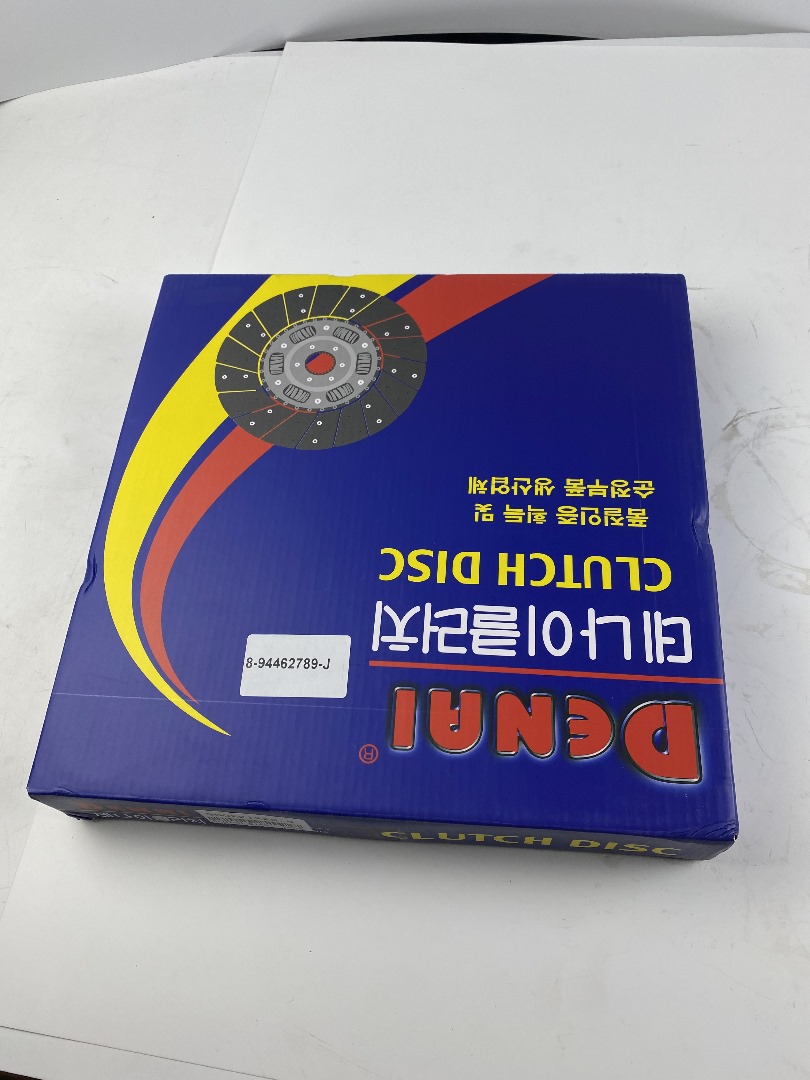 DENAI®
데나이클러치
CLUTCH DISC
품질인증 획득 및
순정부품 생산업체
8-94462789-J
CLUTCH DISC